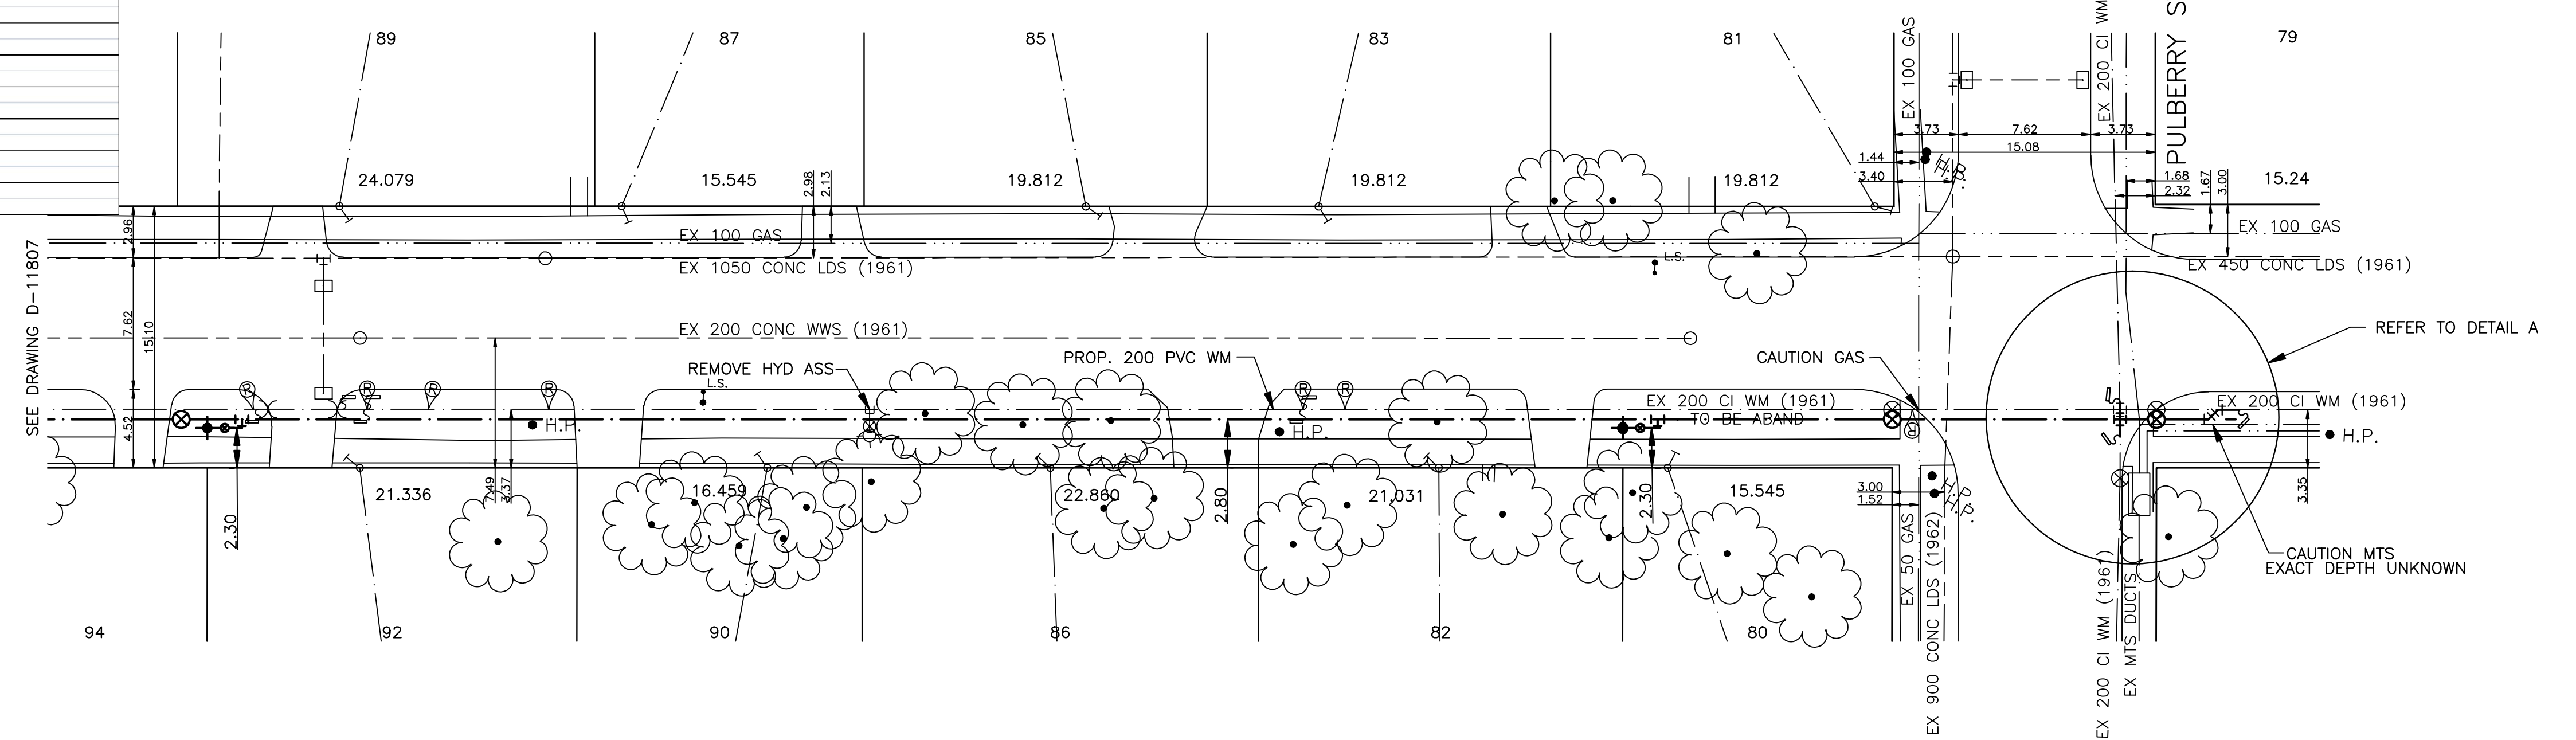 89
87
85
83
81
79
EX 100 GAS
EX 200 CI WM
PULBERRY S
3.73
7.62
3.73
15.08
1.44
3.40
1.68
2.32
1.67
3.00
15.24
24.079
15.545
2.98
2.13
19.812
19.812
19.812
H.P.
SEE DRAWING D-11807
2.96
7.62
15.110
4.52
EX 100 GAS
EX 1050 CONC LDS (1961)
L.S.
EX 100 GAS
EX 450 CONC LDS (1961)
EX 200 CONC WWS (1961)
REMOVE HYD ASS
L.S.
PROP. 200 PVC WM
CAUTION GAS
REFER TO DETAIL A
R
R
R
R
R
R
R
EX 200 CI WM (1961)
TO BE ABAND
EX 200 CI WM (1961)
H.P.
H.P.
H.P.
21.336
7.49
3.37
16.459
22.860
2.80
21.031
2.30
15.545
3.00
1.52
H.P.
H.P.
3.35
2.30
EX 50 GAS
EX 900 CONC LDS (1962)
EX 200 CI WM (1961)
EX MTS DUCTS
CAUTION MTS
EXACT DEPTH UNKNOWN
94
92
90
86
82
80